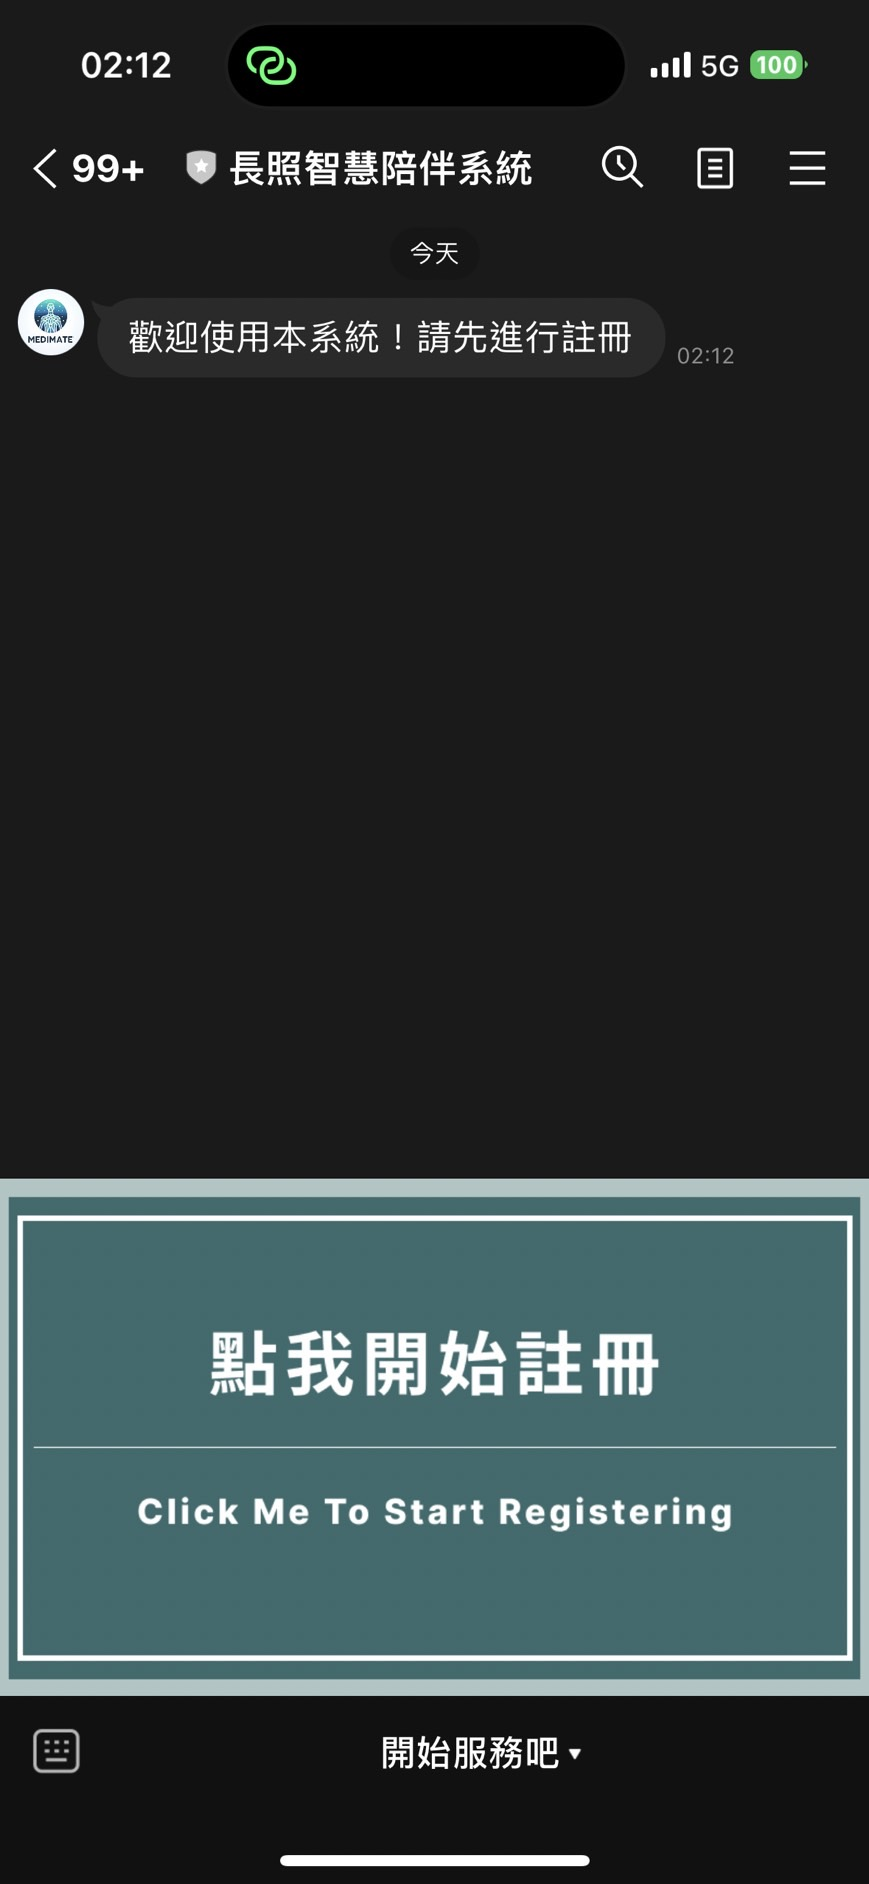 02:12
5G 100
99+ 長照智慧陪伴系統
今天
MEDIMATE
歡迎使用本系統！請先進行註冊
02:12
點我開始註冊
Click Me To Start Registering
開始服務吧